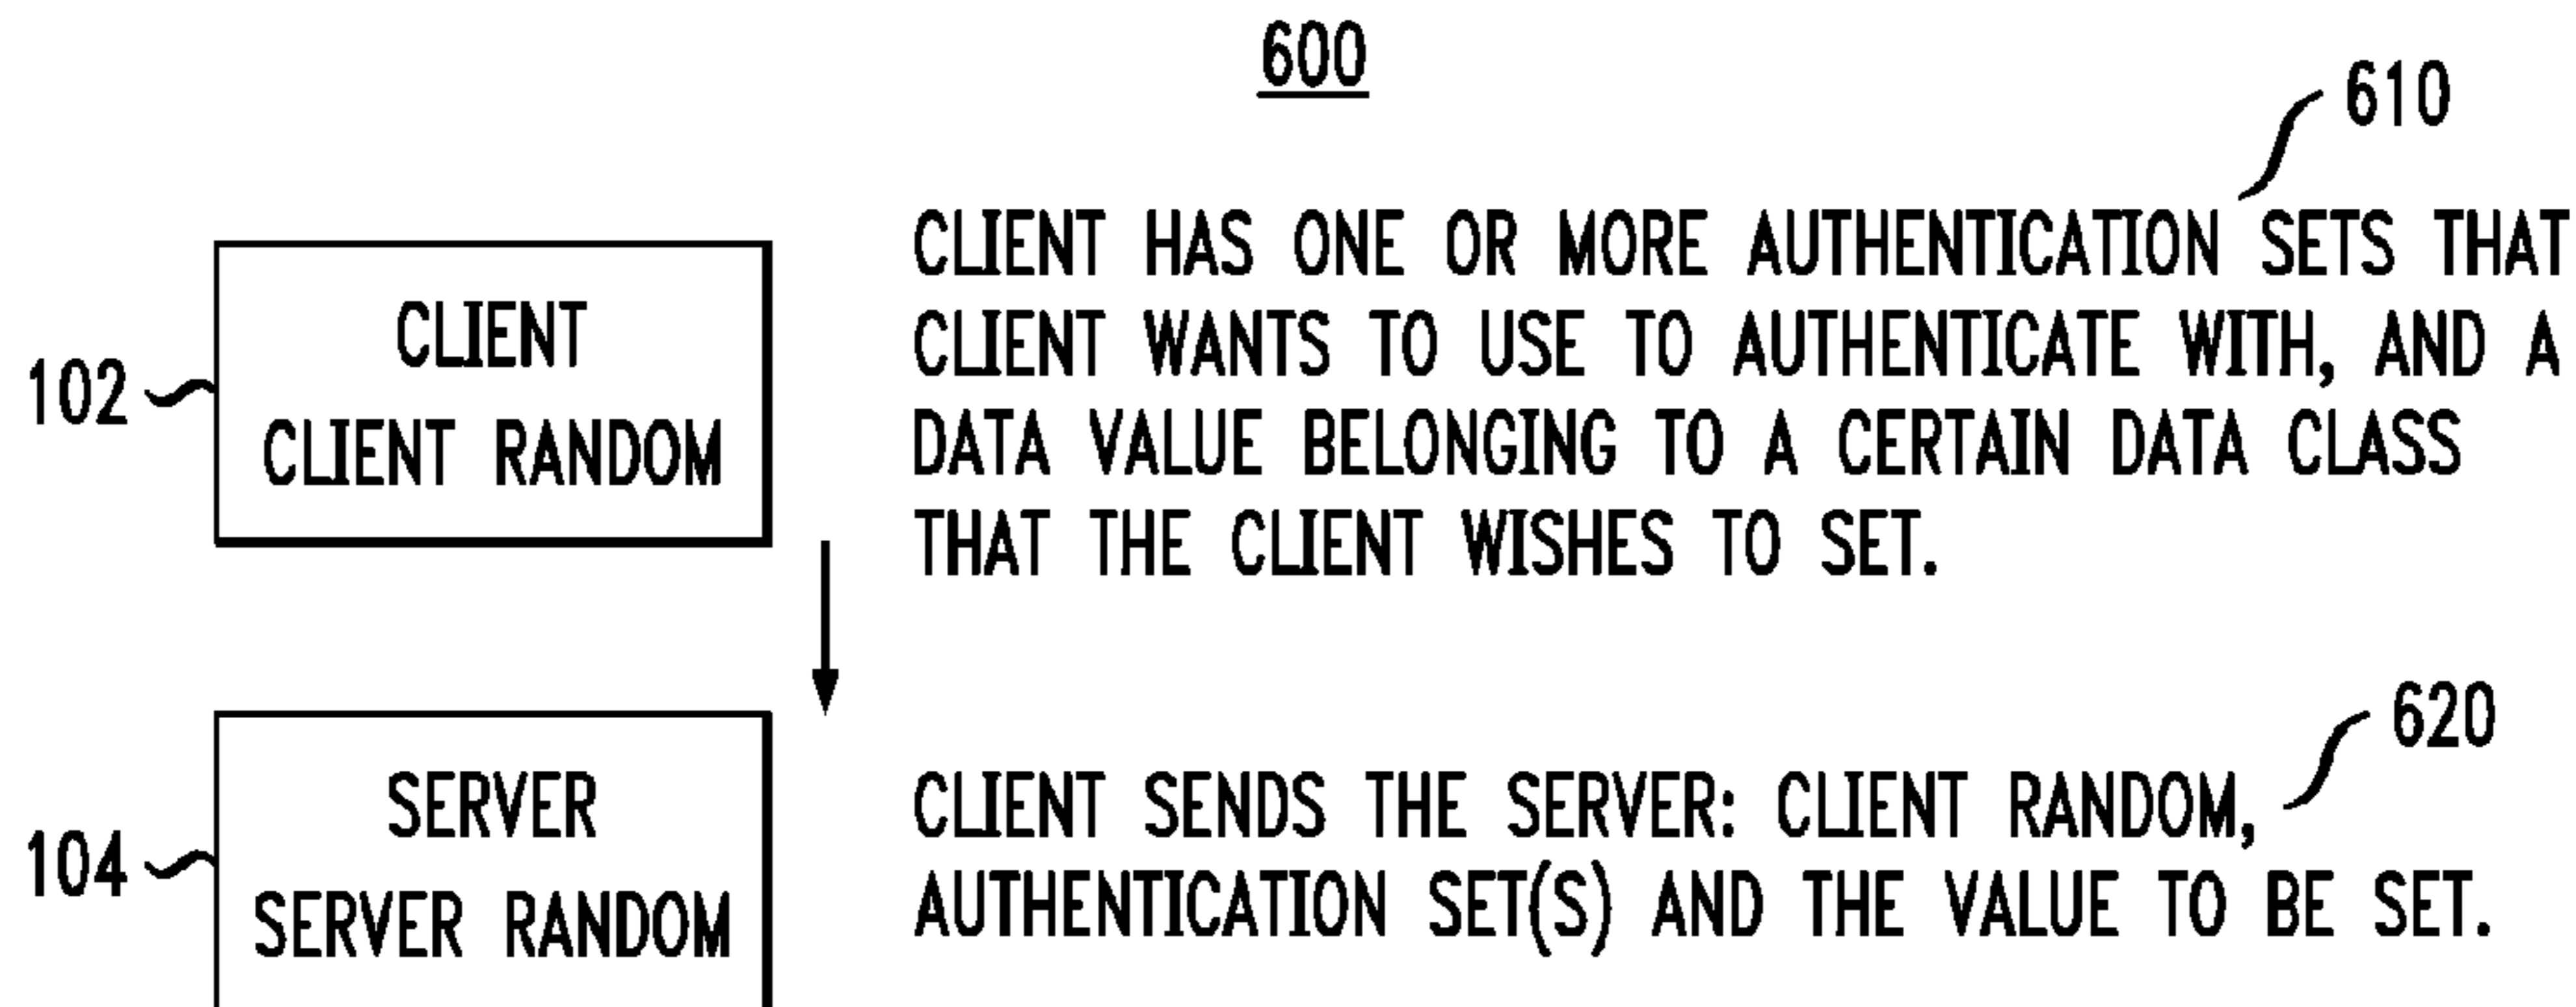 600
610
CLIENT HAS ONE OR MORE AUTHENTICATION SETS THAT
CLIENT WANTS TO USE TO AUTHENTICATE WITH, AND A
DATA VALUE BELONGING TO A CERTAIN DATA CLASS
THAT THE CLIENT WISHES TO SET.
102
CLIENT
CLIENT RANDOM
620
CLIENT SENDS THE SERVER: CLIENT RANDOM,
AUTHENTICATION SET(S) AND THE VALUE TO BE SET.
104
SERVER
SERVER RANDOM